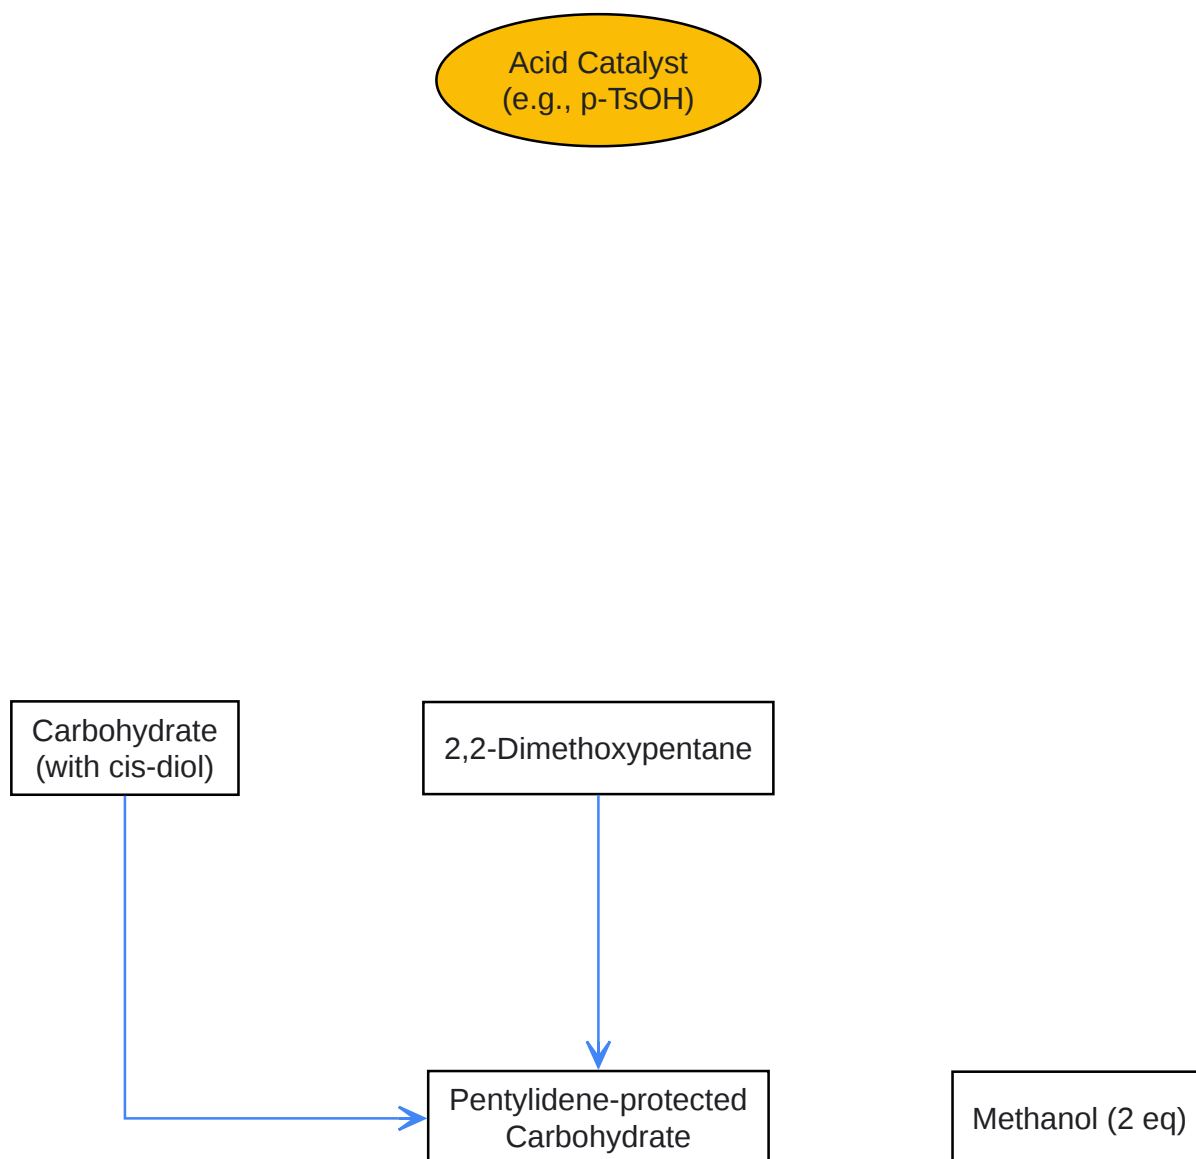 Acid Catalyst
(e.g., p-TsOH)
Carbohydrate
(with cis-diol)
2,2-Dimethoxypentane
Pentylidene-protected
Carbohydrate
Methanol (2 eq)